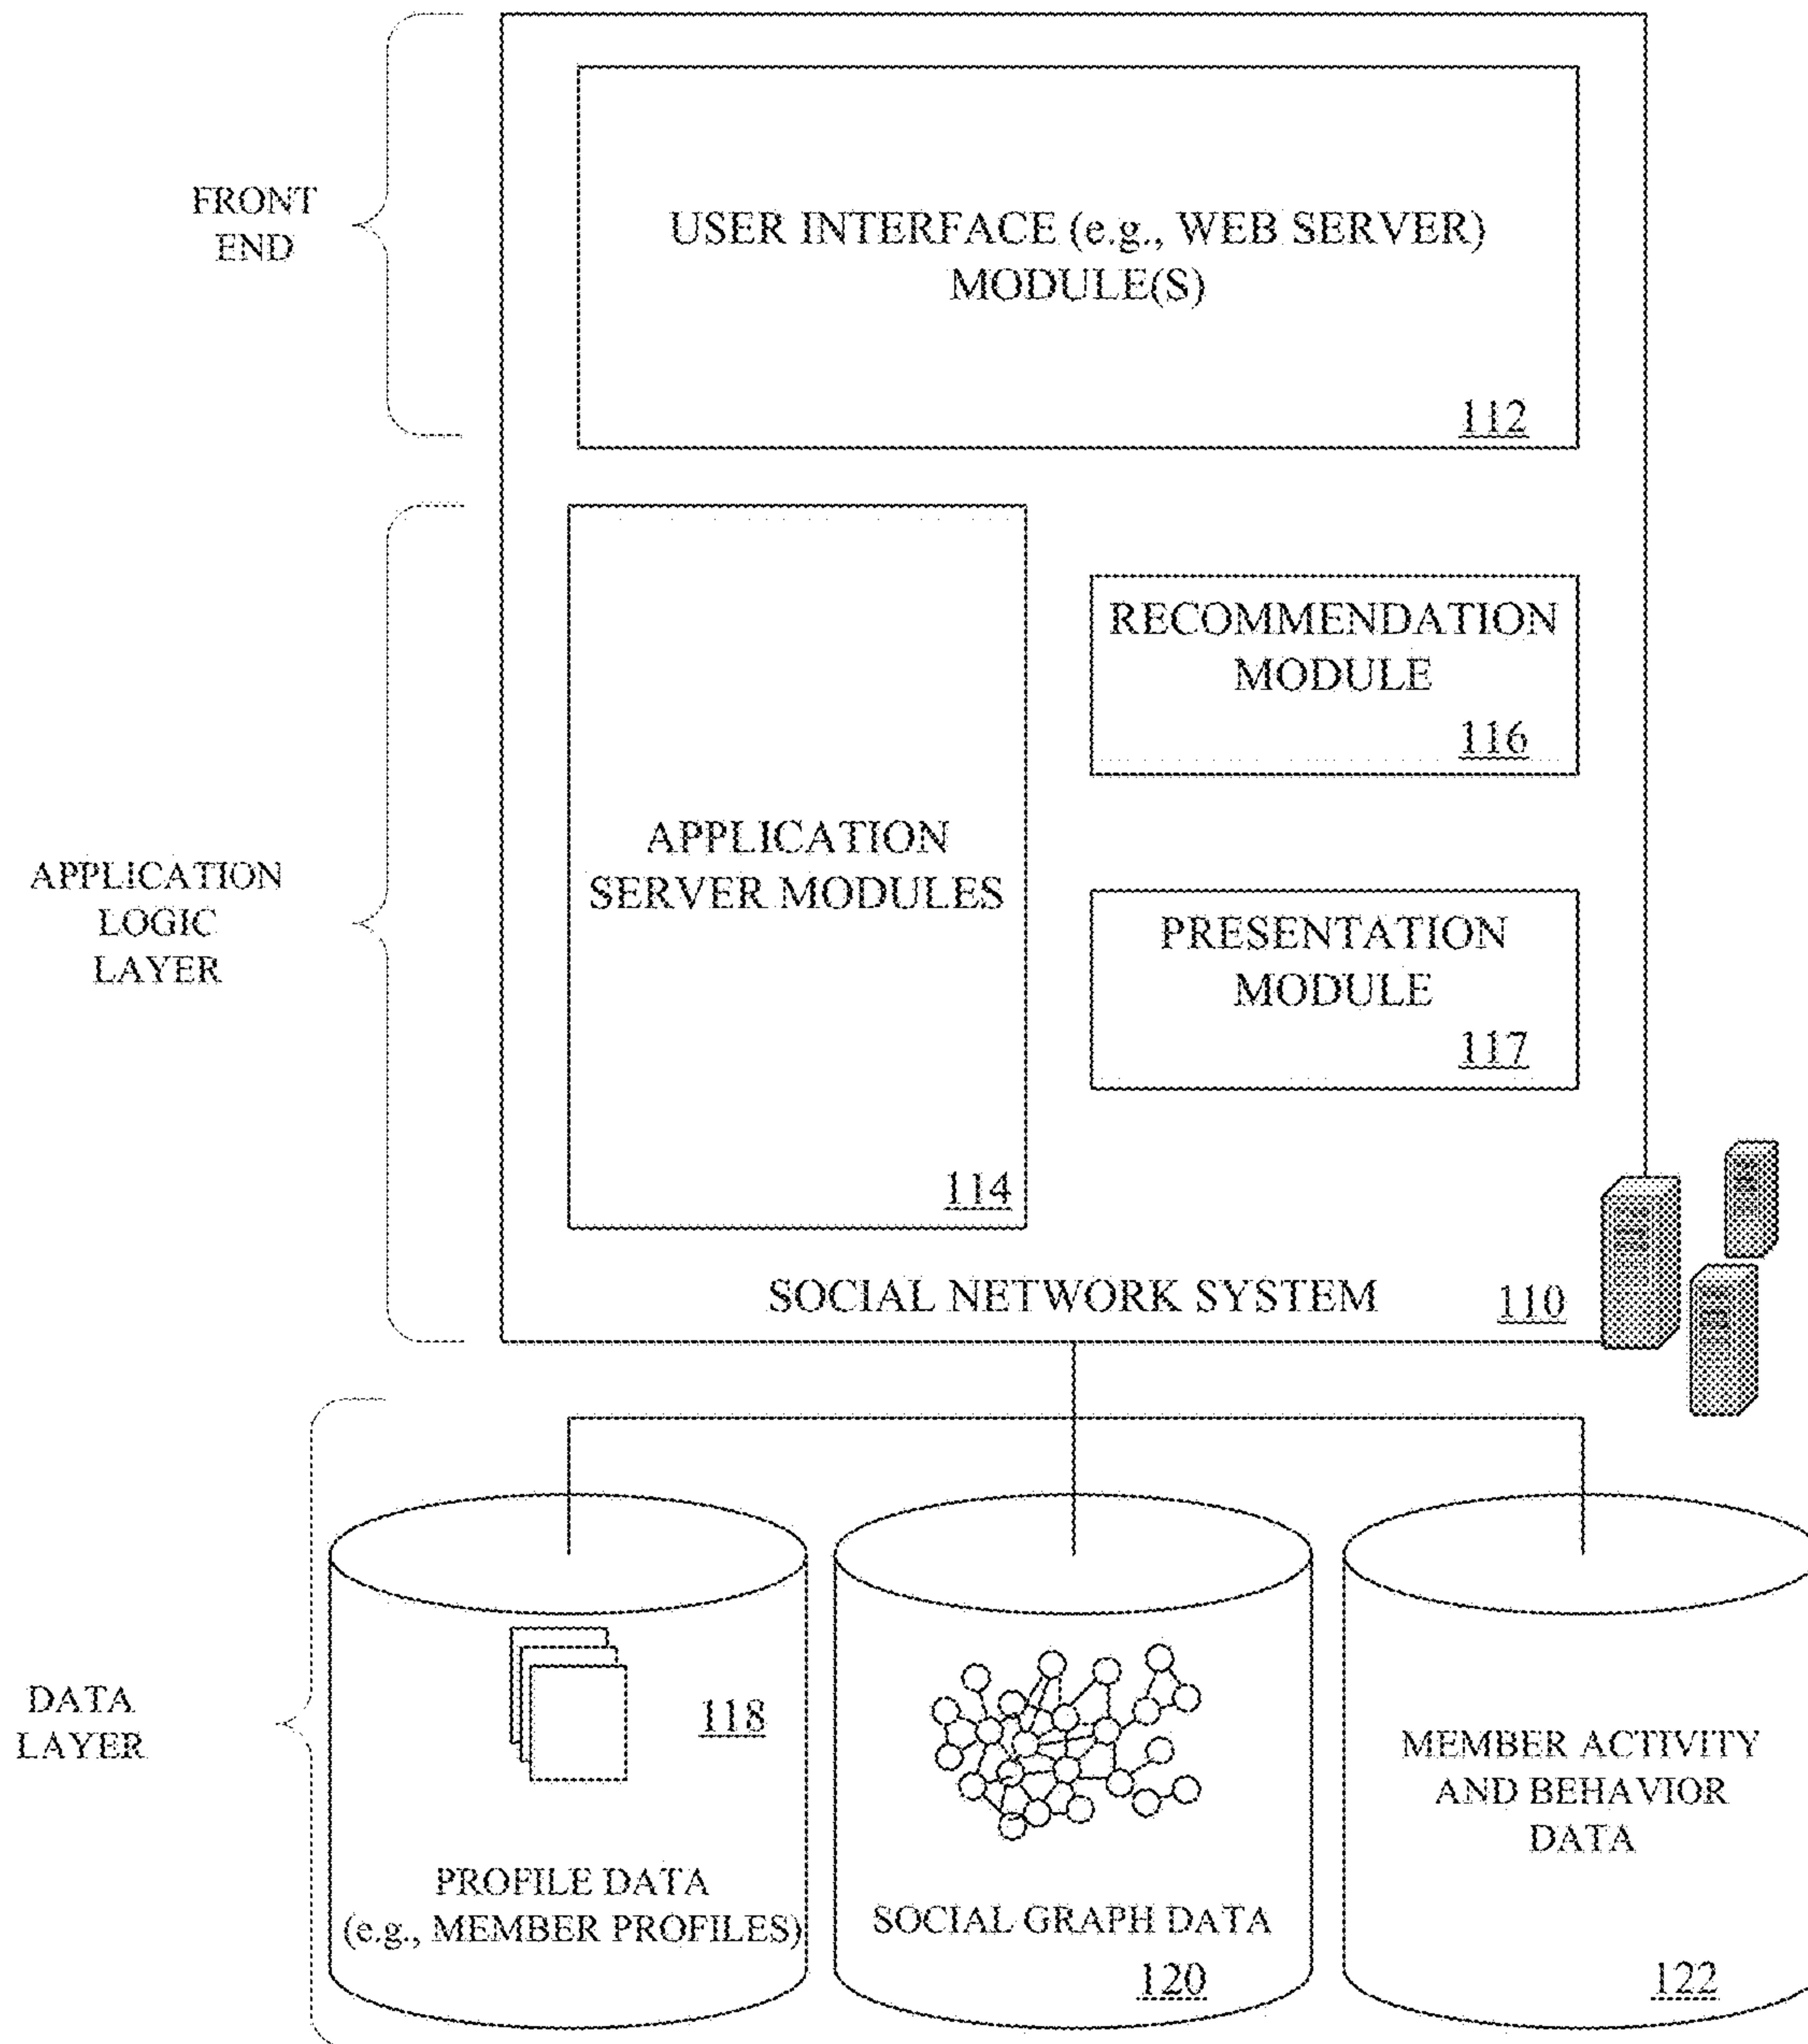 FRONT
END
USER INTERFACE (e.g., WEB SERVER)
MODULE(S)
112
APPLICATION
LOGIC
LAYER
APPLICATION
SERVER MODULES
114
RECOMMENDATION
MODULE
116
PRESENTATION
MODULE
117
SOCIAL NETWORK SYSTEM
110
DATA
LAYER
118
PROFILE DATA
(e.g., MEMBER PROFILES)
SOCIAL GRAPH DATA
120
MEMBER ACTIVITY
AND BEHAVIOR
DATA
122